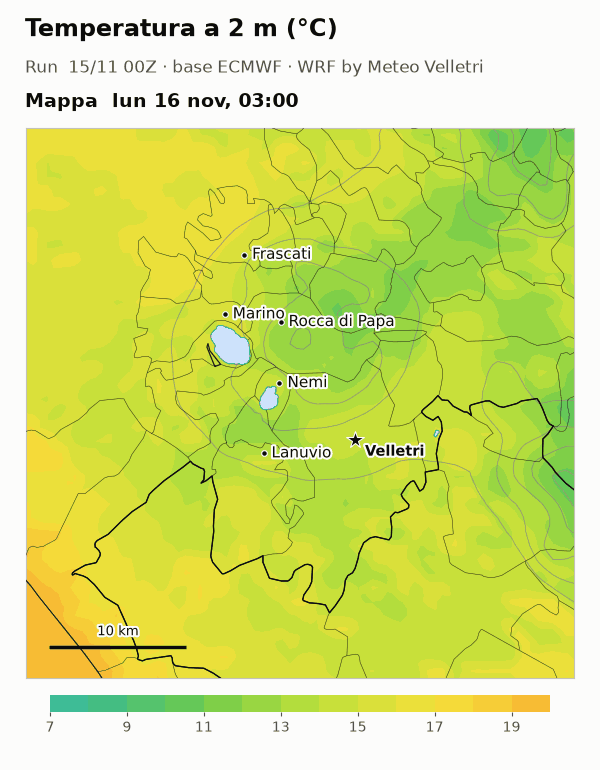 Temperatura a 2 m (°C)
Run 15/11 00Z · base ECMWF · WRF by Meteo Velletri
Mappa lun 16 nov, 03:00
Frascati
Marino
Rocca di Papa
Nemi
Velletri
Lanuvio
10 km
7 9 11 13 15 17 19